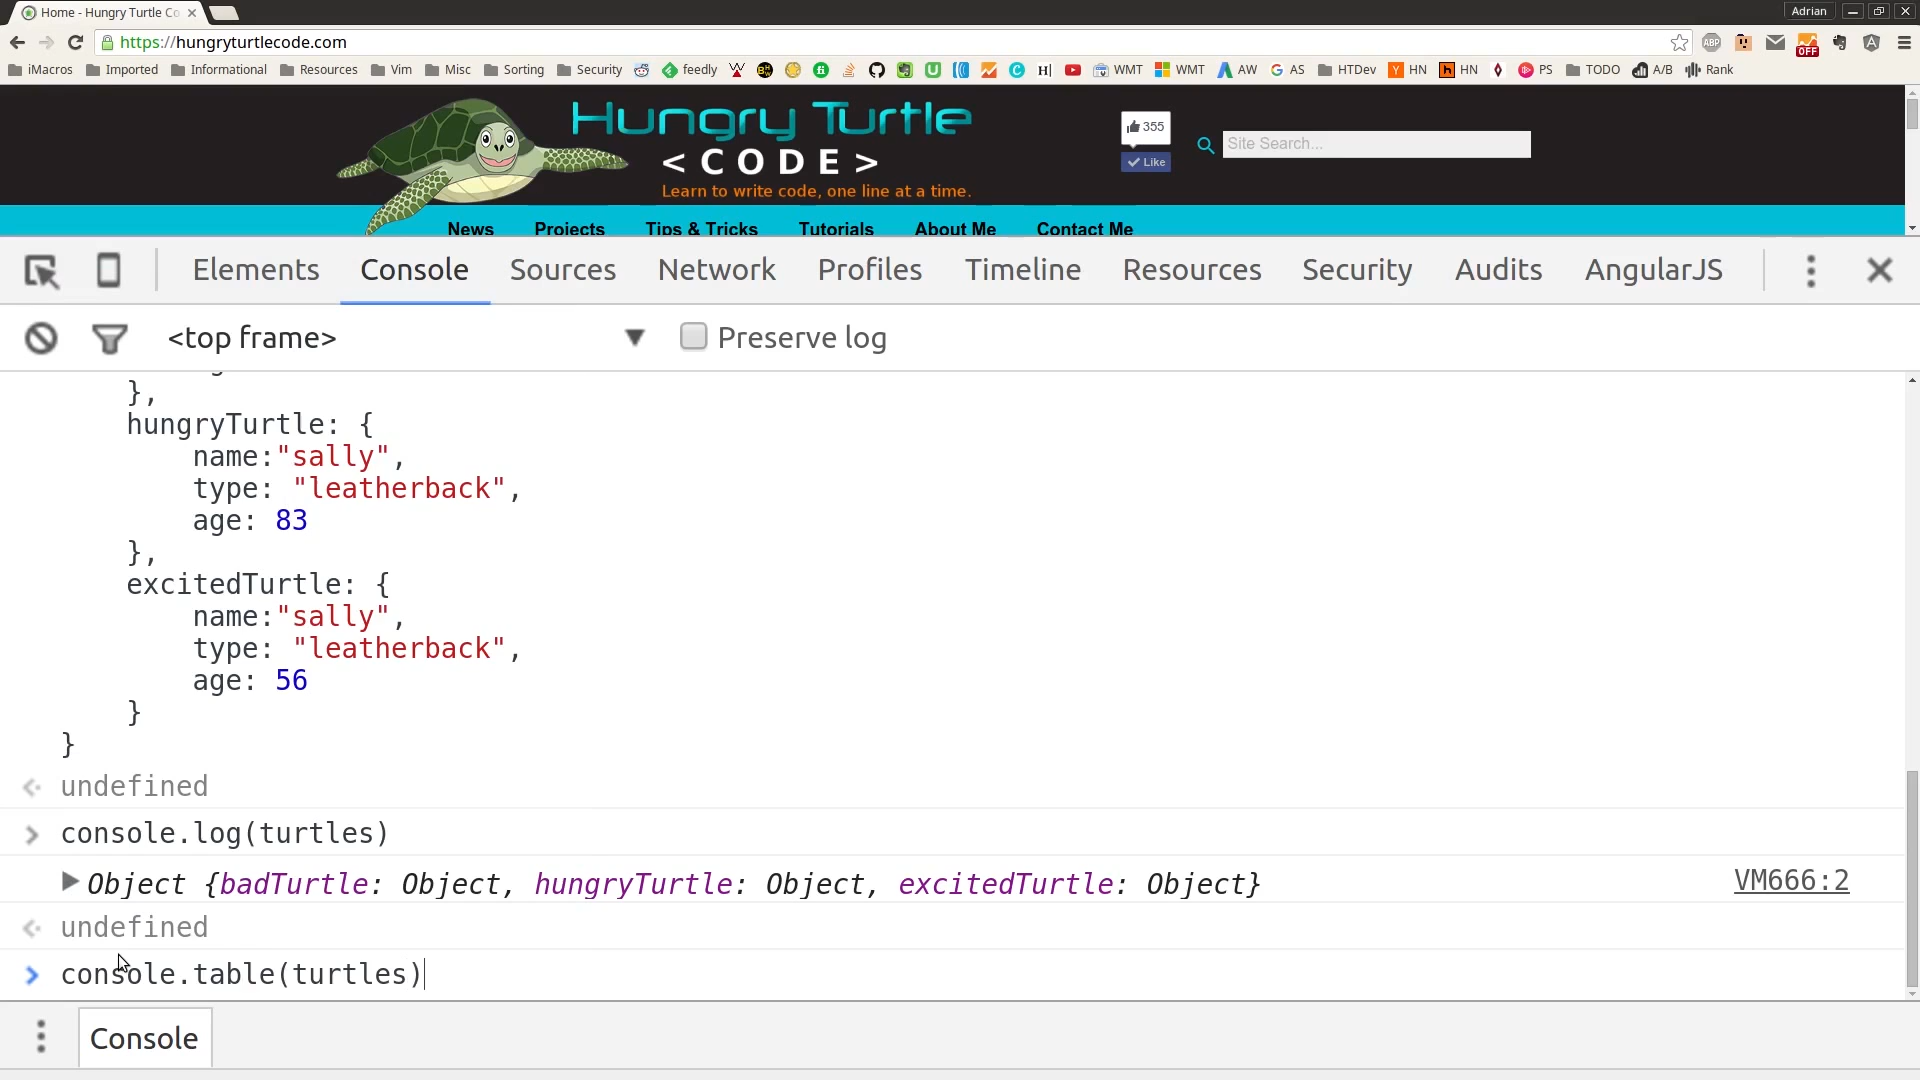 Home - Hungry Turtle Co
Adrian
https://hungryturtlecode.com
ABP
OFF
iMacros Imported Informational Resources Vim Misc Sorting Security feedly WMT WMT AW AS HTDev HN HN PS TODO A/B Rank
Hungry Turtle
<CODE>
Learn to write code, one line at a time.
355
Like
Site Search...
News Projects Tips & Tricks Tutorials About Me Contact Me
Elements Console Sources Network Profiles Timeline Resources Security Audits AngularJS
<top frame> Preserve log
},
hungryTurtle: {
name:"sally",
type: "leatherback",
age: 83
},
excitedTurtle: {
name:"sally",
type: "leatherback",
age: 56
}
}
undefined
console.log(turtles)
Object {badTurtle: Object, hungryTurtle: Object, excitedTurtle: Object} VM666:2
undefined
console.table(turtles)
Console